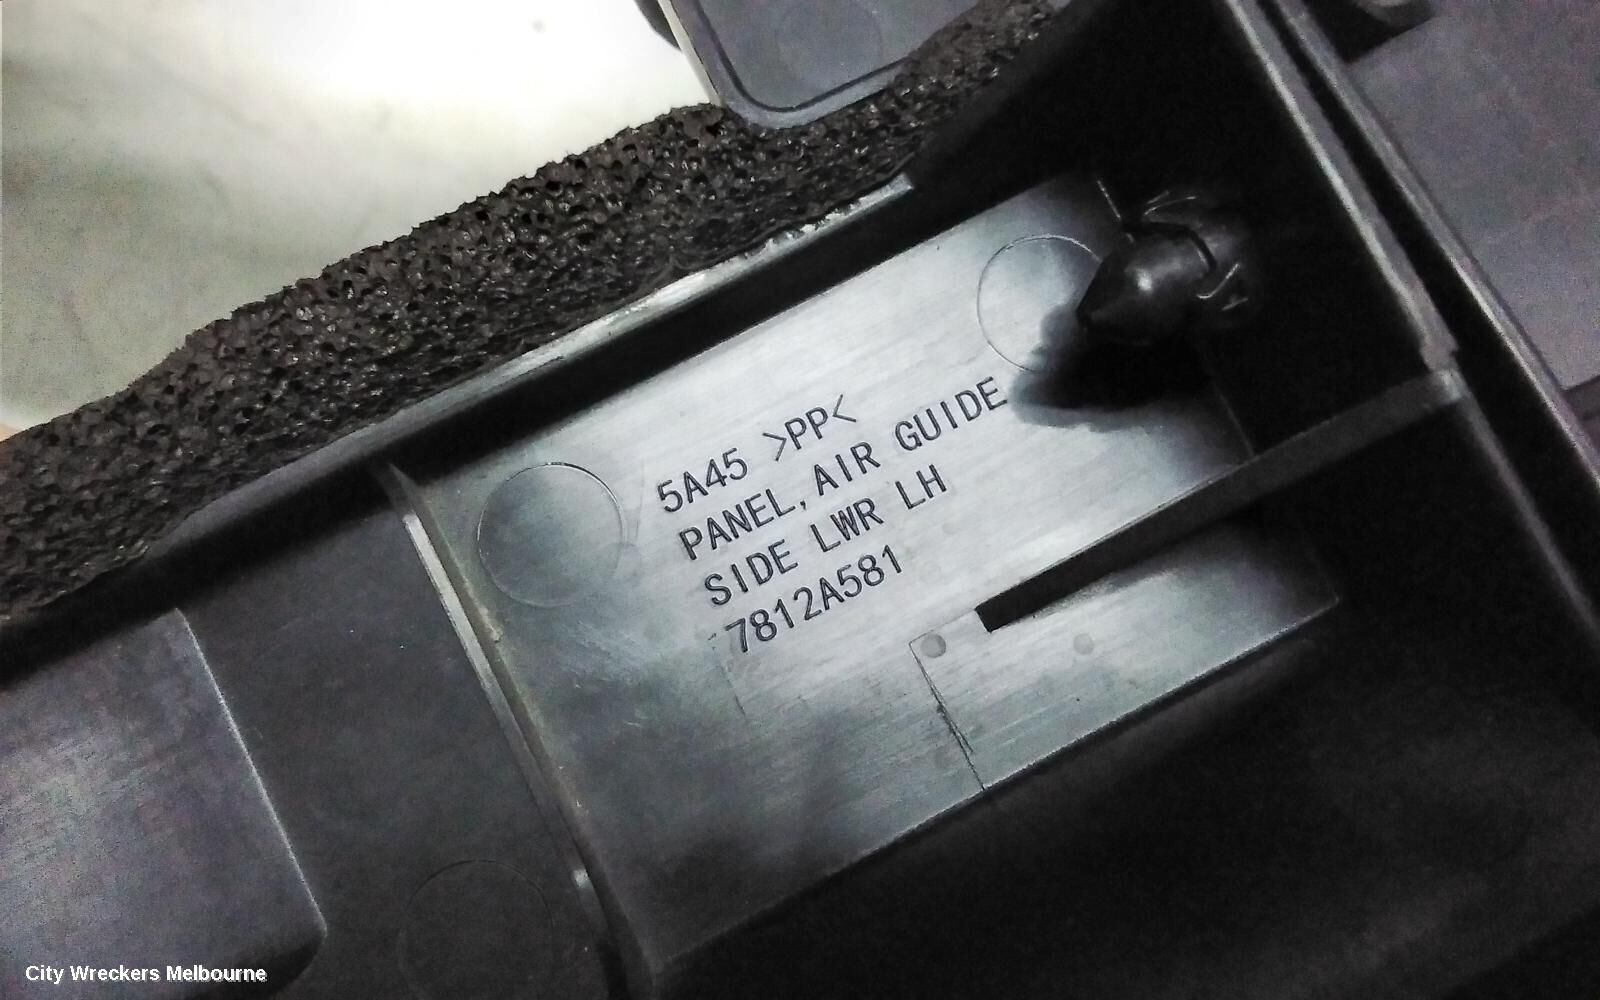 5A45 >PP<
PANEL, AIR GUIDE
SIDE LWR LH
7812A581
City Wreckers Melbourne